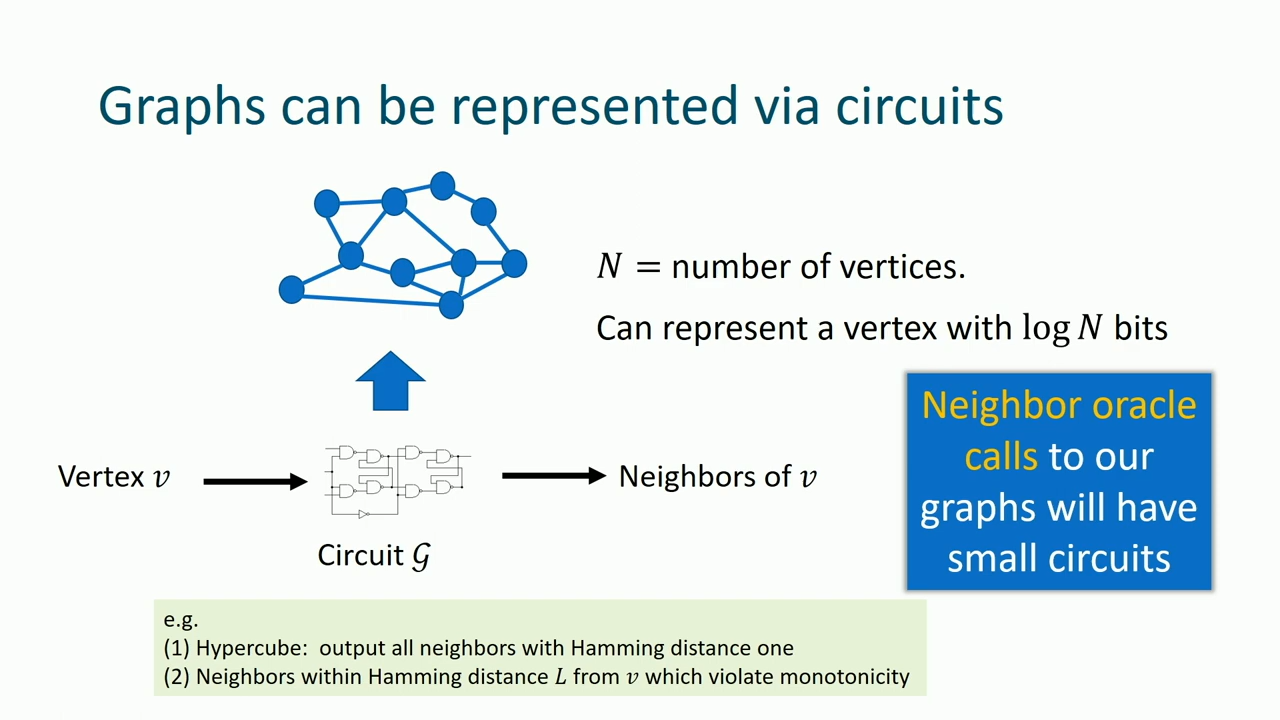 Graphs can be represented via circuits
N = number of vertices.
Can represent a vertex with log N bits
Neighbor oracle
calls to our
graphs will have
small circuits
Vertex v
Neighbors of v
Circuit 𝒢
e.g.
(1) Hypercube: output all neighbors with Hamming distance one
(2) Neighbors within Hamming distance L from v which violate monotonicity